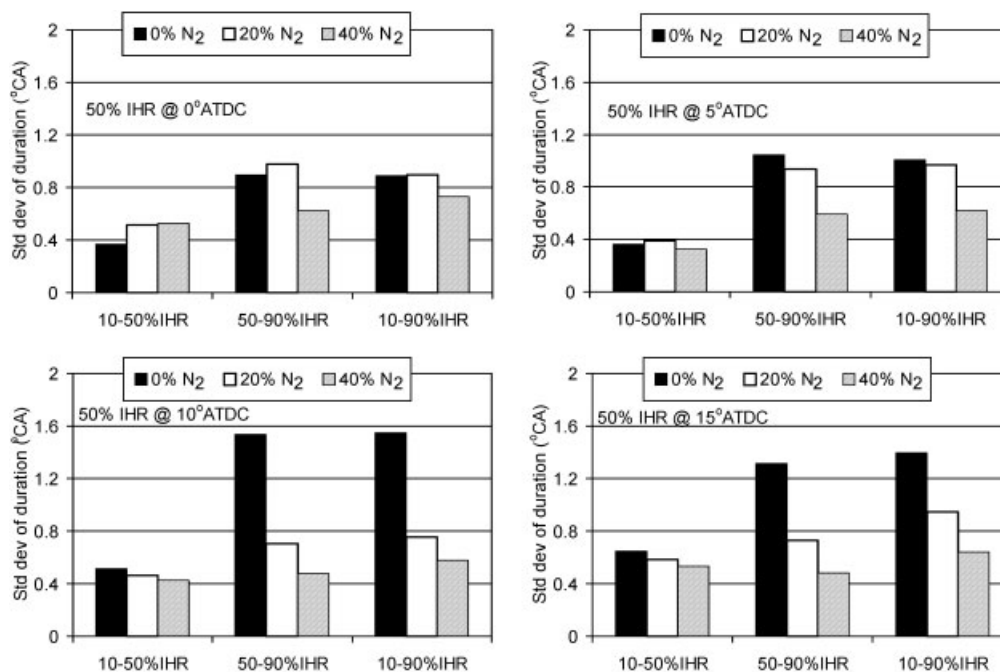 0% N2 20% N2 40% N2
50% IHR @ 0°ATDC
Std dev of duration (°CA)
2
1.6
1.2
0.8
0.4
0
10-50%IHR 50-90%IHR 10-90%IHR
0% N2 20% N2 40% N2
50% IHR @ 5°ATDC
Std dev of duration (°CA)
2
1.6
1.2
0.8
0.4
0
10-50%IHR 50-90%IHR 10-90%IHR
0% N2 20% N2 40% N2
50% IHR @ 10°ATDC
Std dev of duration (°CA)
2
1.6
1.2
0.8
0.4
0
10-50%IHR 50-90%IHR 10-90%IHR
0% N2 20% N2 40% N2
50% IHR @ 15°ATDC
Std dev of duration (°CA)
2
1.6
1.2
0.8
0.4
0
10-50%IHR 50-90%IHR 10-90%IHR